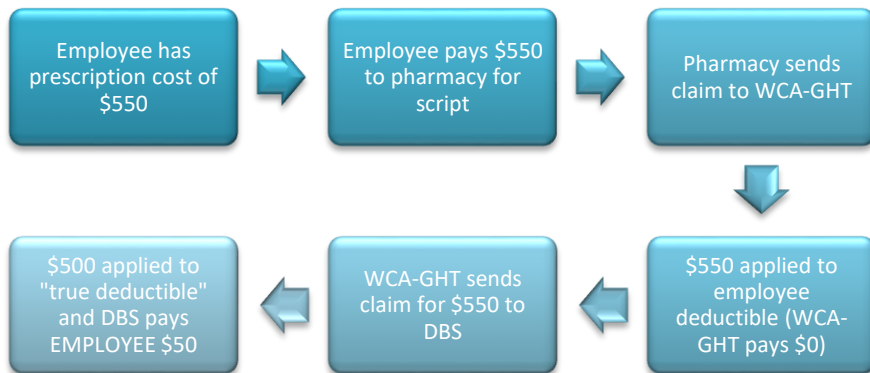 Employee has
prescription cost of
$550
Employee pays $550
to pharmacy for
script
Pharmacy sends
claim to WCA-GHT
$550 applied to
employee
deductible (WCA-
GHT pays $0)
WCA-GHT sends
claim for $550 to
DBS
$500 applied to
"true deductible"
and DBS pays
EMPLOYEE $50